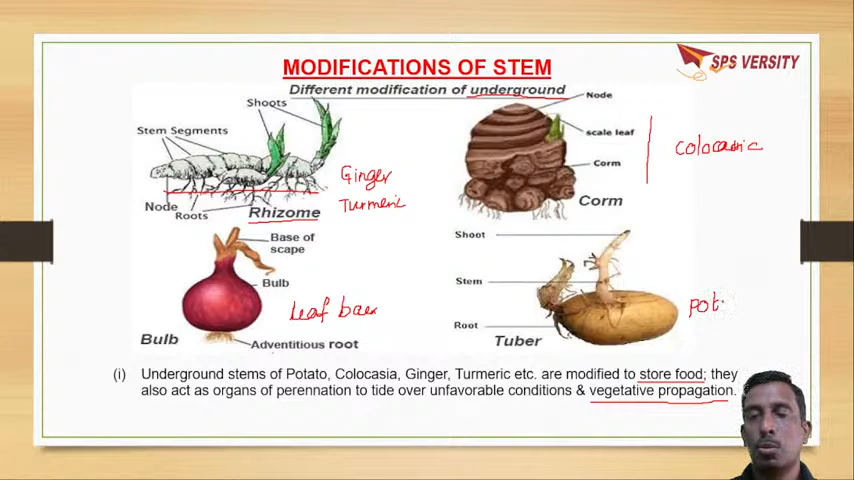 MODIFICATIONS OF STEM
SPS VERSITY
Different modification of underground
Shoots
Stem Segments
Node
Roots
Rhizome
Ginger
Turmeric
Node
scale leaf
Corm
Corm
Base of
scape
Bulb
Bulb
Adventitious root
Leaf
Shoot
Stem
Root
Tuber
pot
(i) Underground stems of Potato, Colocasia, Ginger, Turmeric etc. are modified to store food; they
also act as organs of perennation to tide over unfavorable conditions & vegetative propagation.